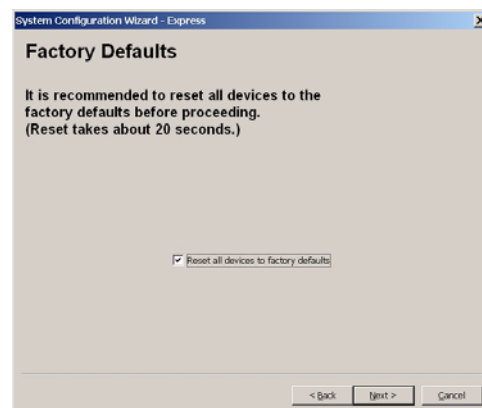 System Configuration Wizard - Express
Factory Defaults
It is recommended to reset all devices to the
factory defaults before proceeding.
(Reset takes about 20 seconds.)
Reset all devices to factory defaults
< Back
Next >
Cancel